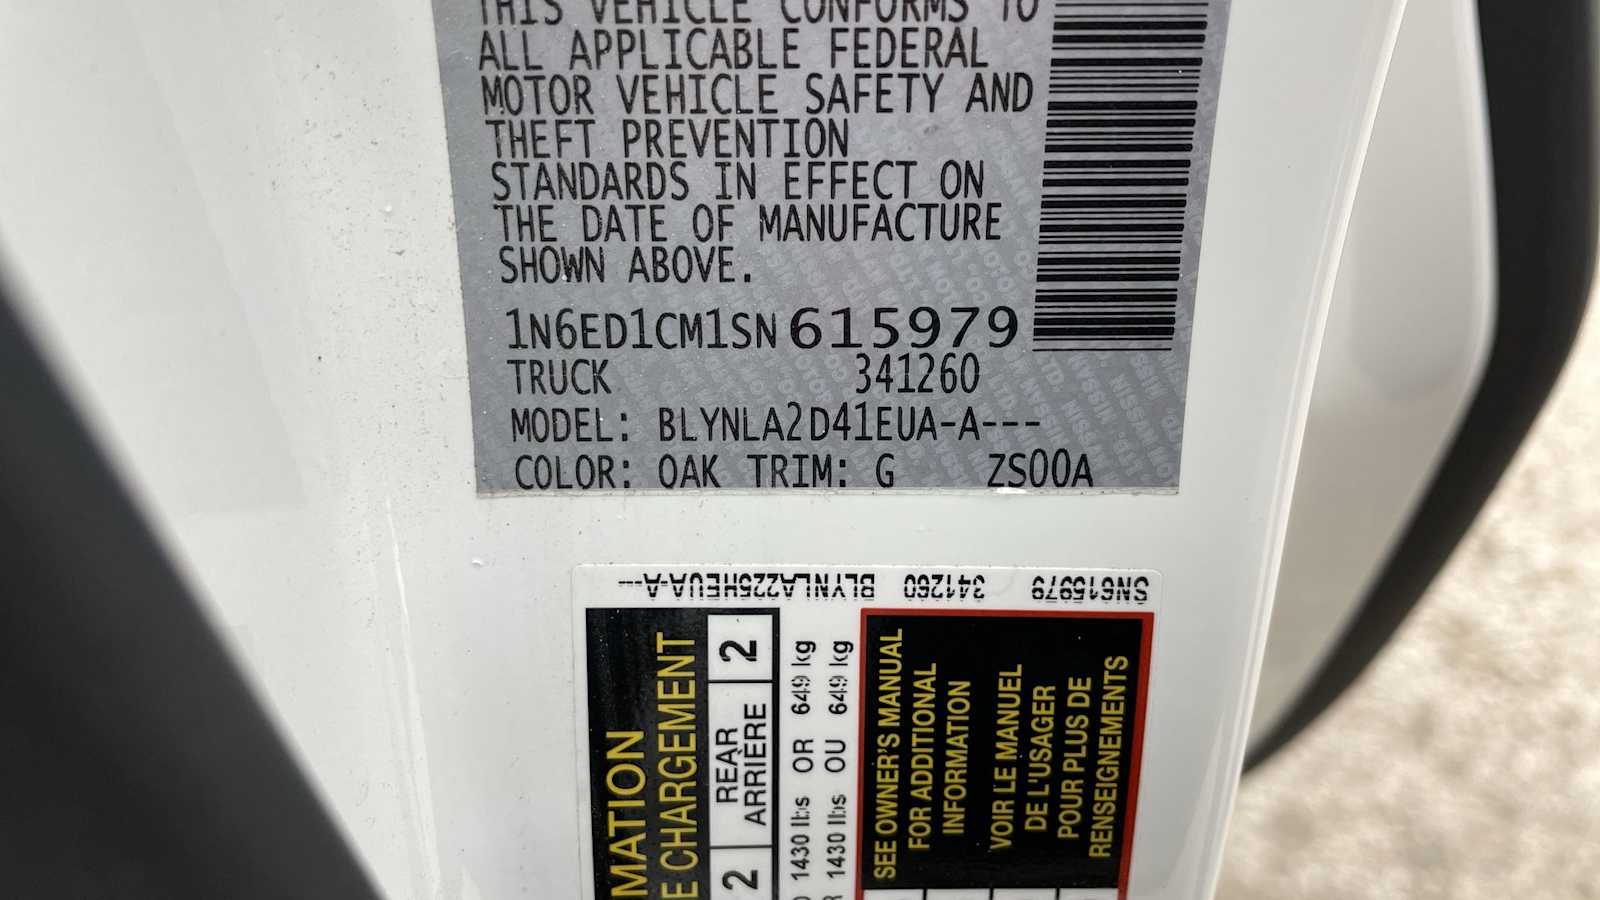 THIS VEHICLE CONFORMS TO
ALL APPLICABLE FEDERAL
MOTOR VEHICLE SAFETY AND
THEFT PREVENTION
STANDARDS IN EFFECT ON
THE DATE OF MANUFACTURE
SHOWN ABOVE.
1N6ED1CM1SN615979
TRUCK 341260
MODEL: BLYNLA2D41EUA-A---
COLOR: QAK TRIM: G ZS00A
SN615979 341260 BLYNLA225HEUA-A---
MATION
E CHARGEMENT
2 REAR 2
ARRIÈRE
1430 lbs OR 649 kg
1430 lbs OU 649 kg
SEE OWNER'S MANUAL
FOR ADDITIONAL
INFORMATION
VOIR LE MANUEL
DE L'USAGER
POUR PLUS DE
RENSEIGNEMENTS